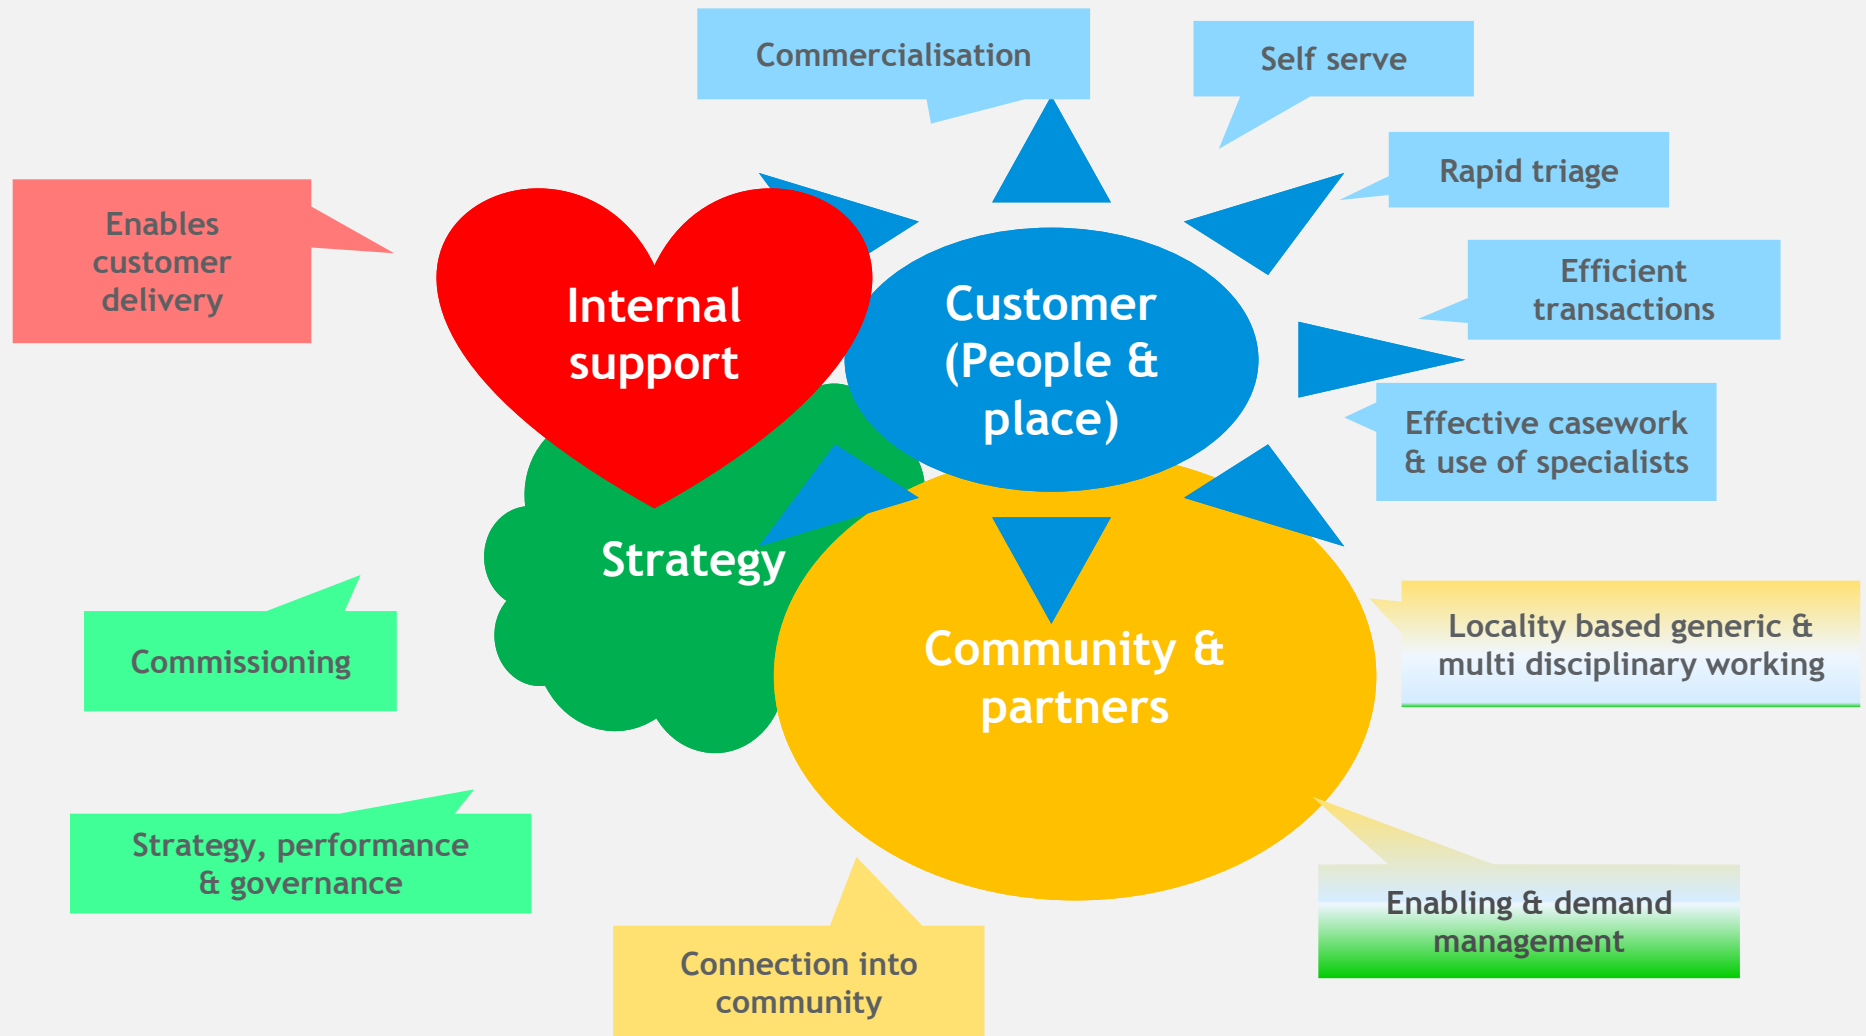 Commercialisation
Self serve
Rapid triage
Enables
customer
delivery
Efficient
transactions
Internal
support
Customer
(People &
place)
Effective casework
& use of specialists
Strategy
Community &
partners
Locality based generic &
multi disciplinary working
Commissioning
Strategy, performance
& governance
Enabling & demand
management
Connection into
community